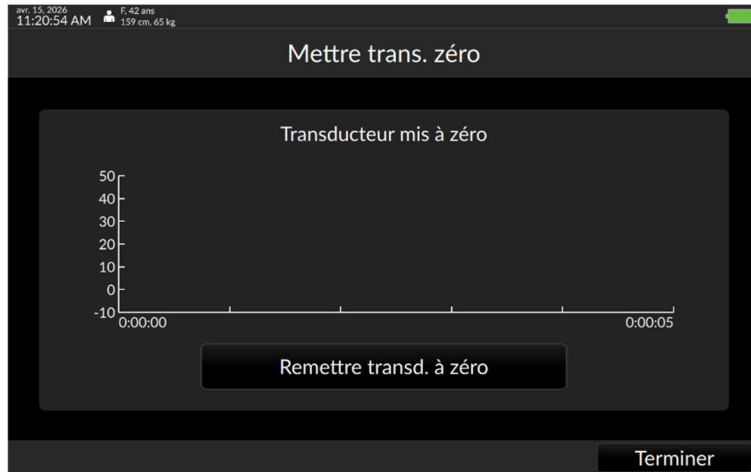 avr. 15, 2026
11:20:54 AM
F, 42 ans
159 cm, 65 kg
Mettre trans. zéro
Transducteur mis à zéro
50
40
30
20
10
0
-10
0:00:00
0:00:05
Remettre transd. à zéro
Terminer